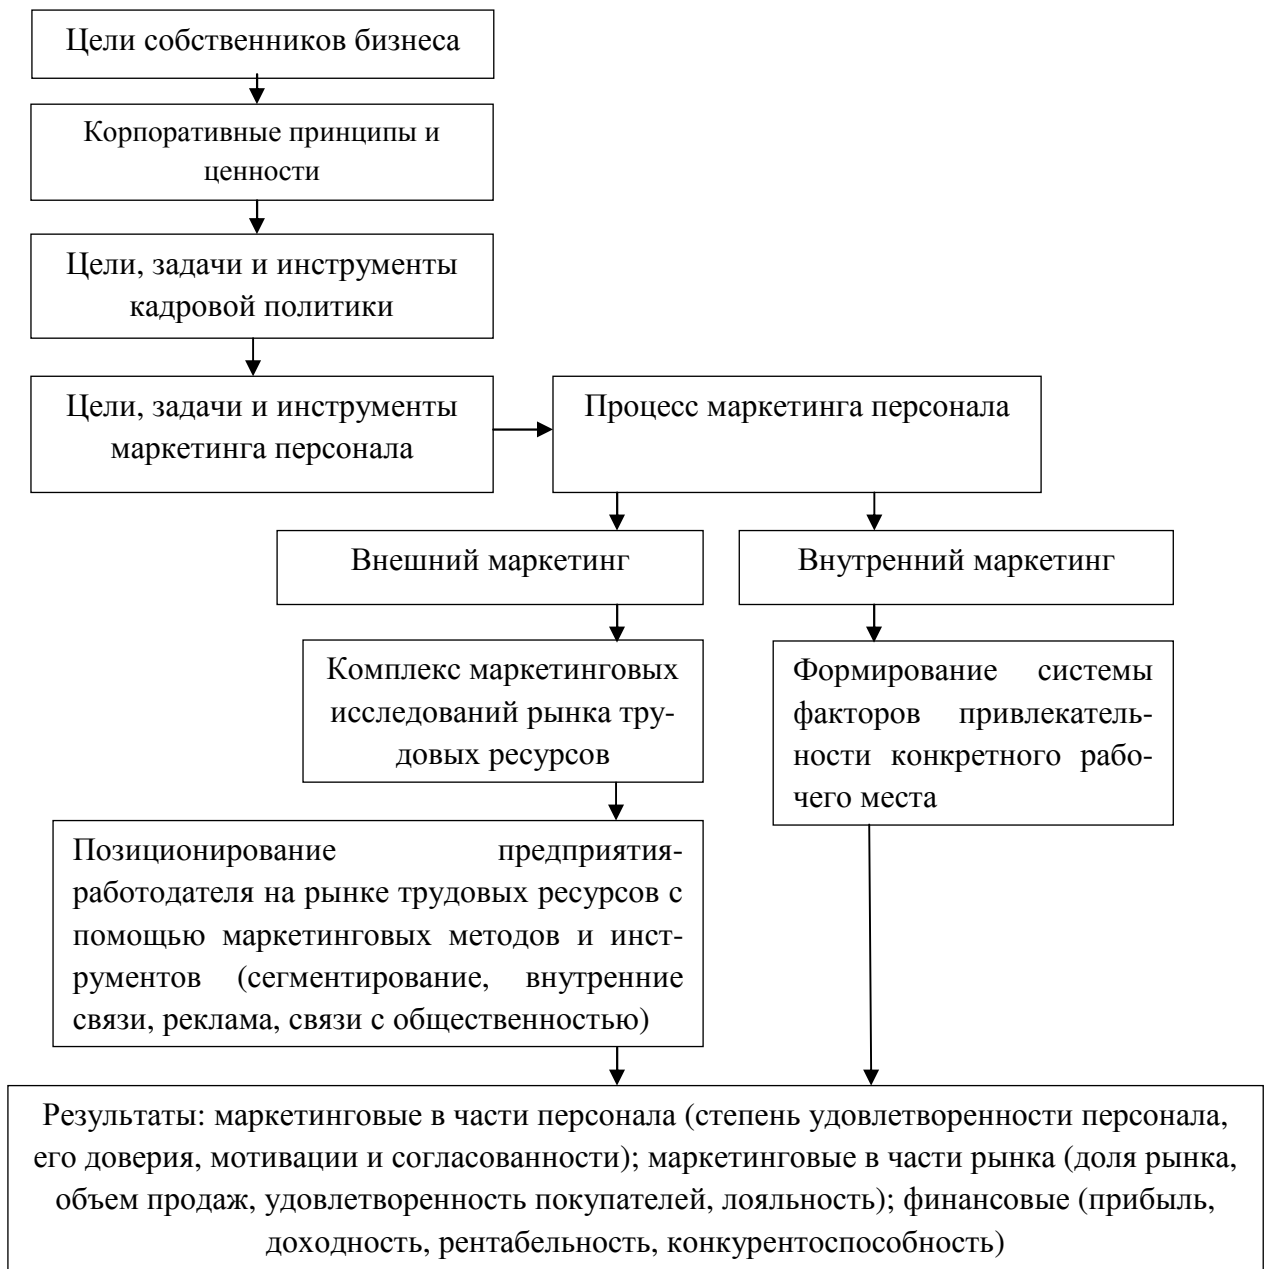 Цели собственников бизнеса
Корпоративные принципы и
ценности
Цели, задачи и инструменты
кадровой политики
Цели, задачи и инструменты
маркетинга персонала
Процесс маркетинга персонала
Внешний маркетинг
Внутренний маркетинг
Комплекс маркетинговых
исследований рынка тру-
довых ресурсов
Формирование системы
факторов привлекатель-
ности конкретного рабо-
чего места
Позиционирование предприятия-
работодателя на рынке трудовых ресурсов с
помощью маркетинговых методов и инст-
рументов (сегментирование, внутренние
связи, реклама, связи с общественностью)
Результаты: маркетинговые в части персонала (степень удовлетворенности персонала,
его доверия, мотивации и согласованности); маркетинговые в части рынка (доля рынка,
объем продаж, удовлетворенность покупателей, лояльность); финансовые (прибыль,
доходность, рентабельность, конкурентоспособность)